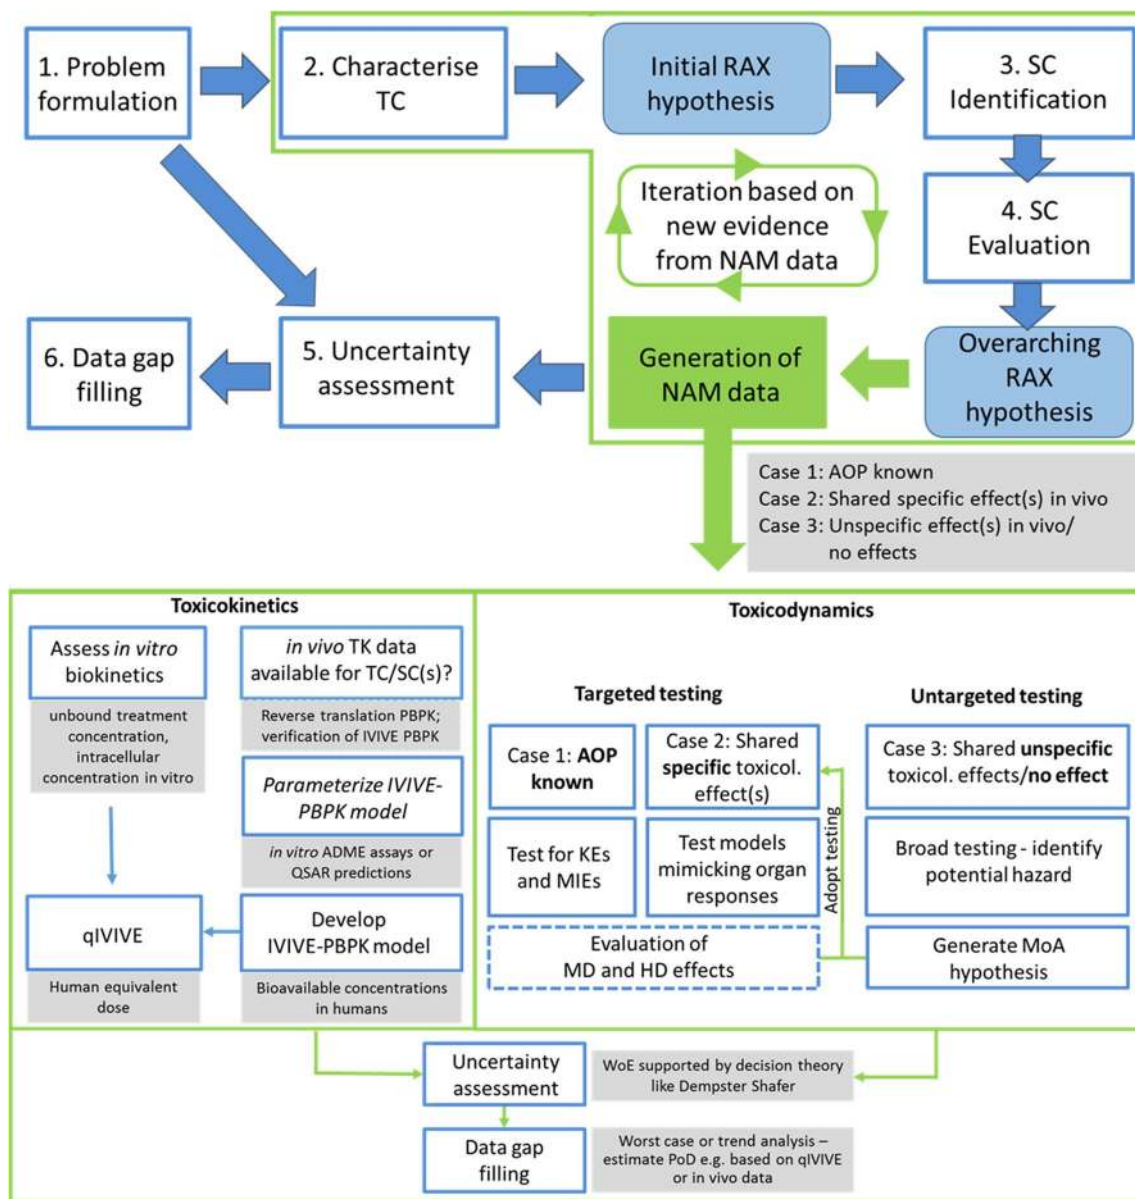 1. Problem
formulation
2. Characterise
TC
Initial RAX
hypothesis
3. SC
Identification
Iteration based on
new evidence
from NAM data
4. SC
Evaluation
6. Data gap
filling
5. Uncertainty
assessment
Generation of
NAM data
Overarching
RAX
hypothesis
Case 1: AOP known
Case 2: Shared specific effect(s) in vivo
Case 3: Unspecific effect(s) in vivo/
no effects
Toxicokinetics
Assess in vitro
biokinetics
unbound treatment
concentration,
intracellular
concentration in vitro
qIVIVE
Human equivalent
dose
in vivo TK data
available for TC/SC(s)?
Reverse translation PBPK;
verification of IVIVE PBPK
Parameterize IVIVE-
PBPK model
in vitro ADME assays or
QSAR predictions
Develop
IVIVE-PBPK model
Bioavailable concentrations
in humans
Toxicodynamics
Targeted testing
Case 1: AOP
known
Case 2: Shared
specific toxicol.
effect(s)
Test for KEs
and MIEs
Test models
mimicking organ
responses
Evaluation of
MD and HD effects
Adopt testing
Untargeted testing
Case 3: Shared unspecific
toxicol. effects/no effect
Broad testing - identify
potential hazard
Generate MoA
hypothesis
Uncertainty
assessment
WoE supported by decision theory
like Dempster Shafer
Data gap
filling
Worst case or trend analysis –
estimate PoD e.g. based on qIVIVE
or in vivo data